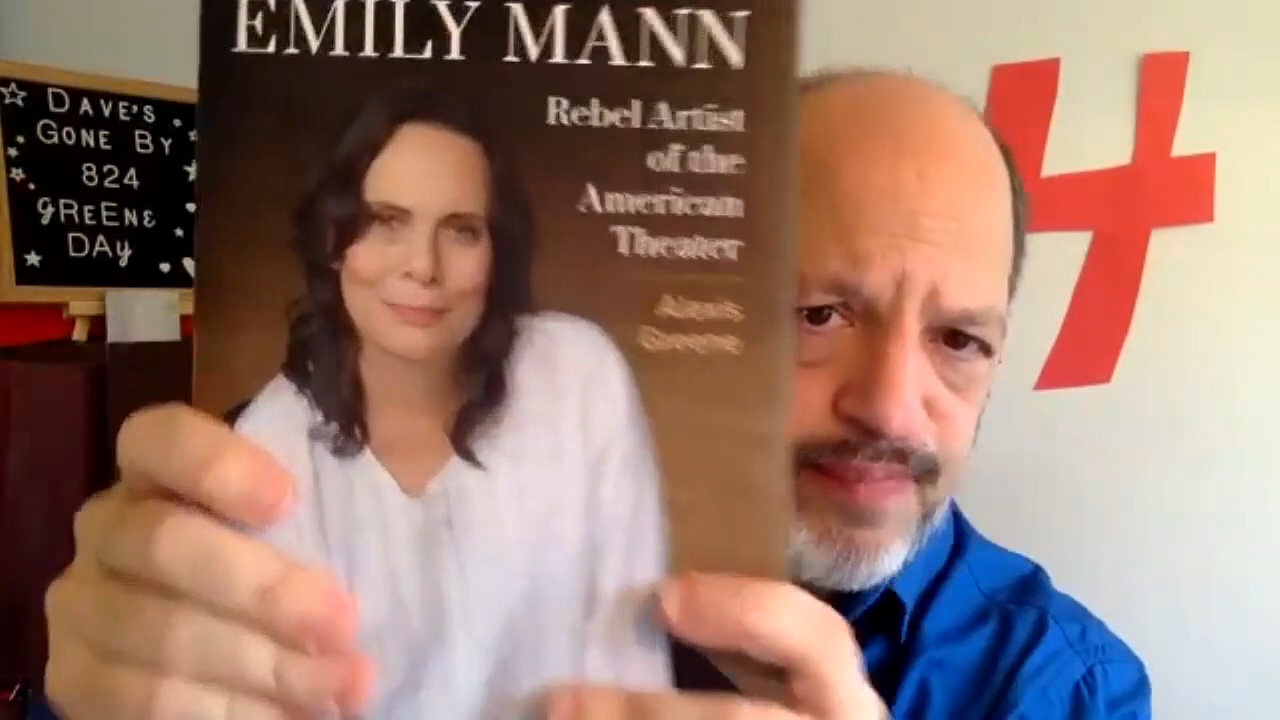 DAVE'S
GONE BY
824
GREENE
DAY
EMILY MANN
Rebel Artist
of the
American
Theater
Alexis
Greene